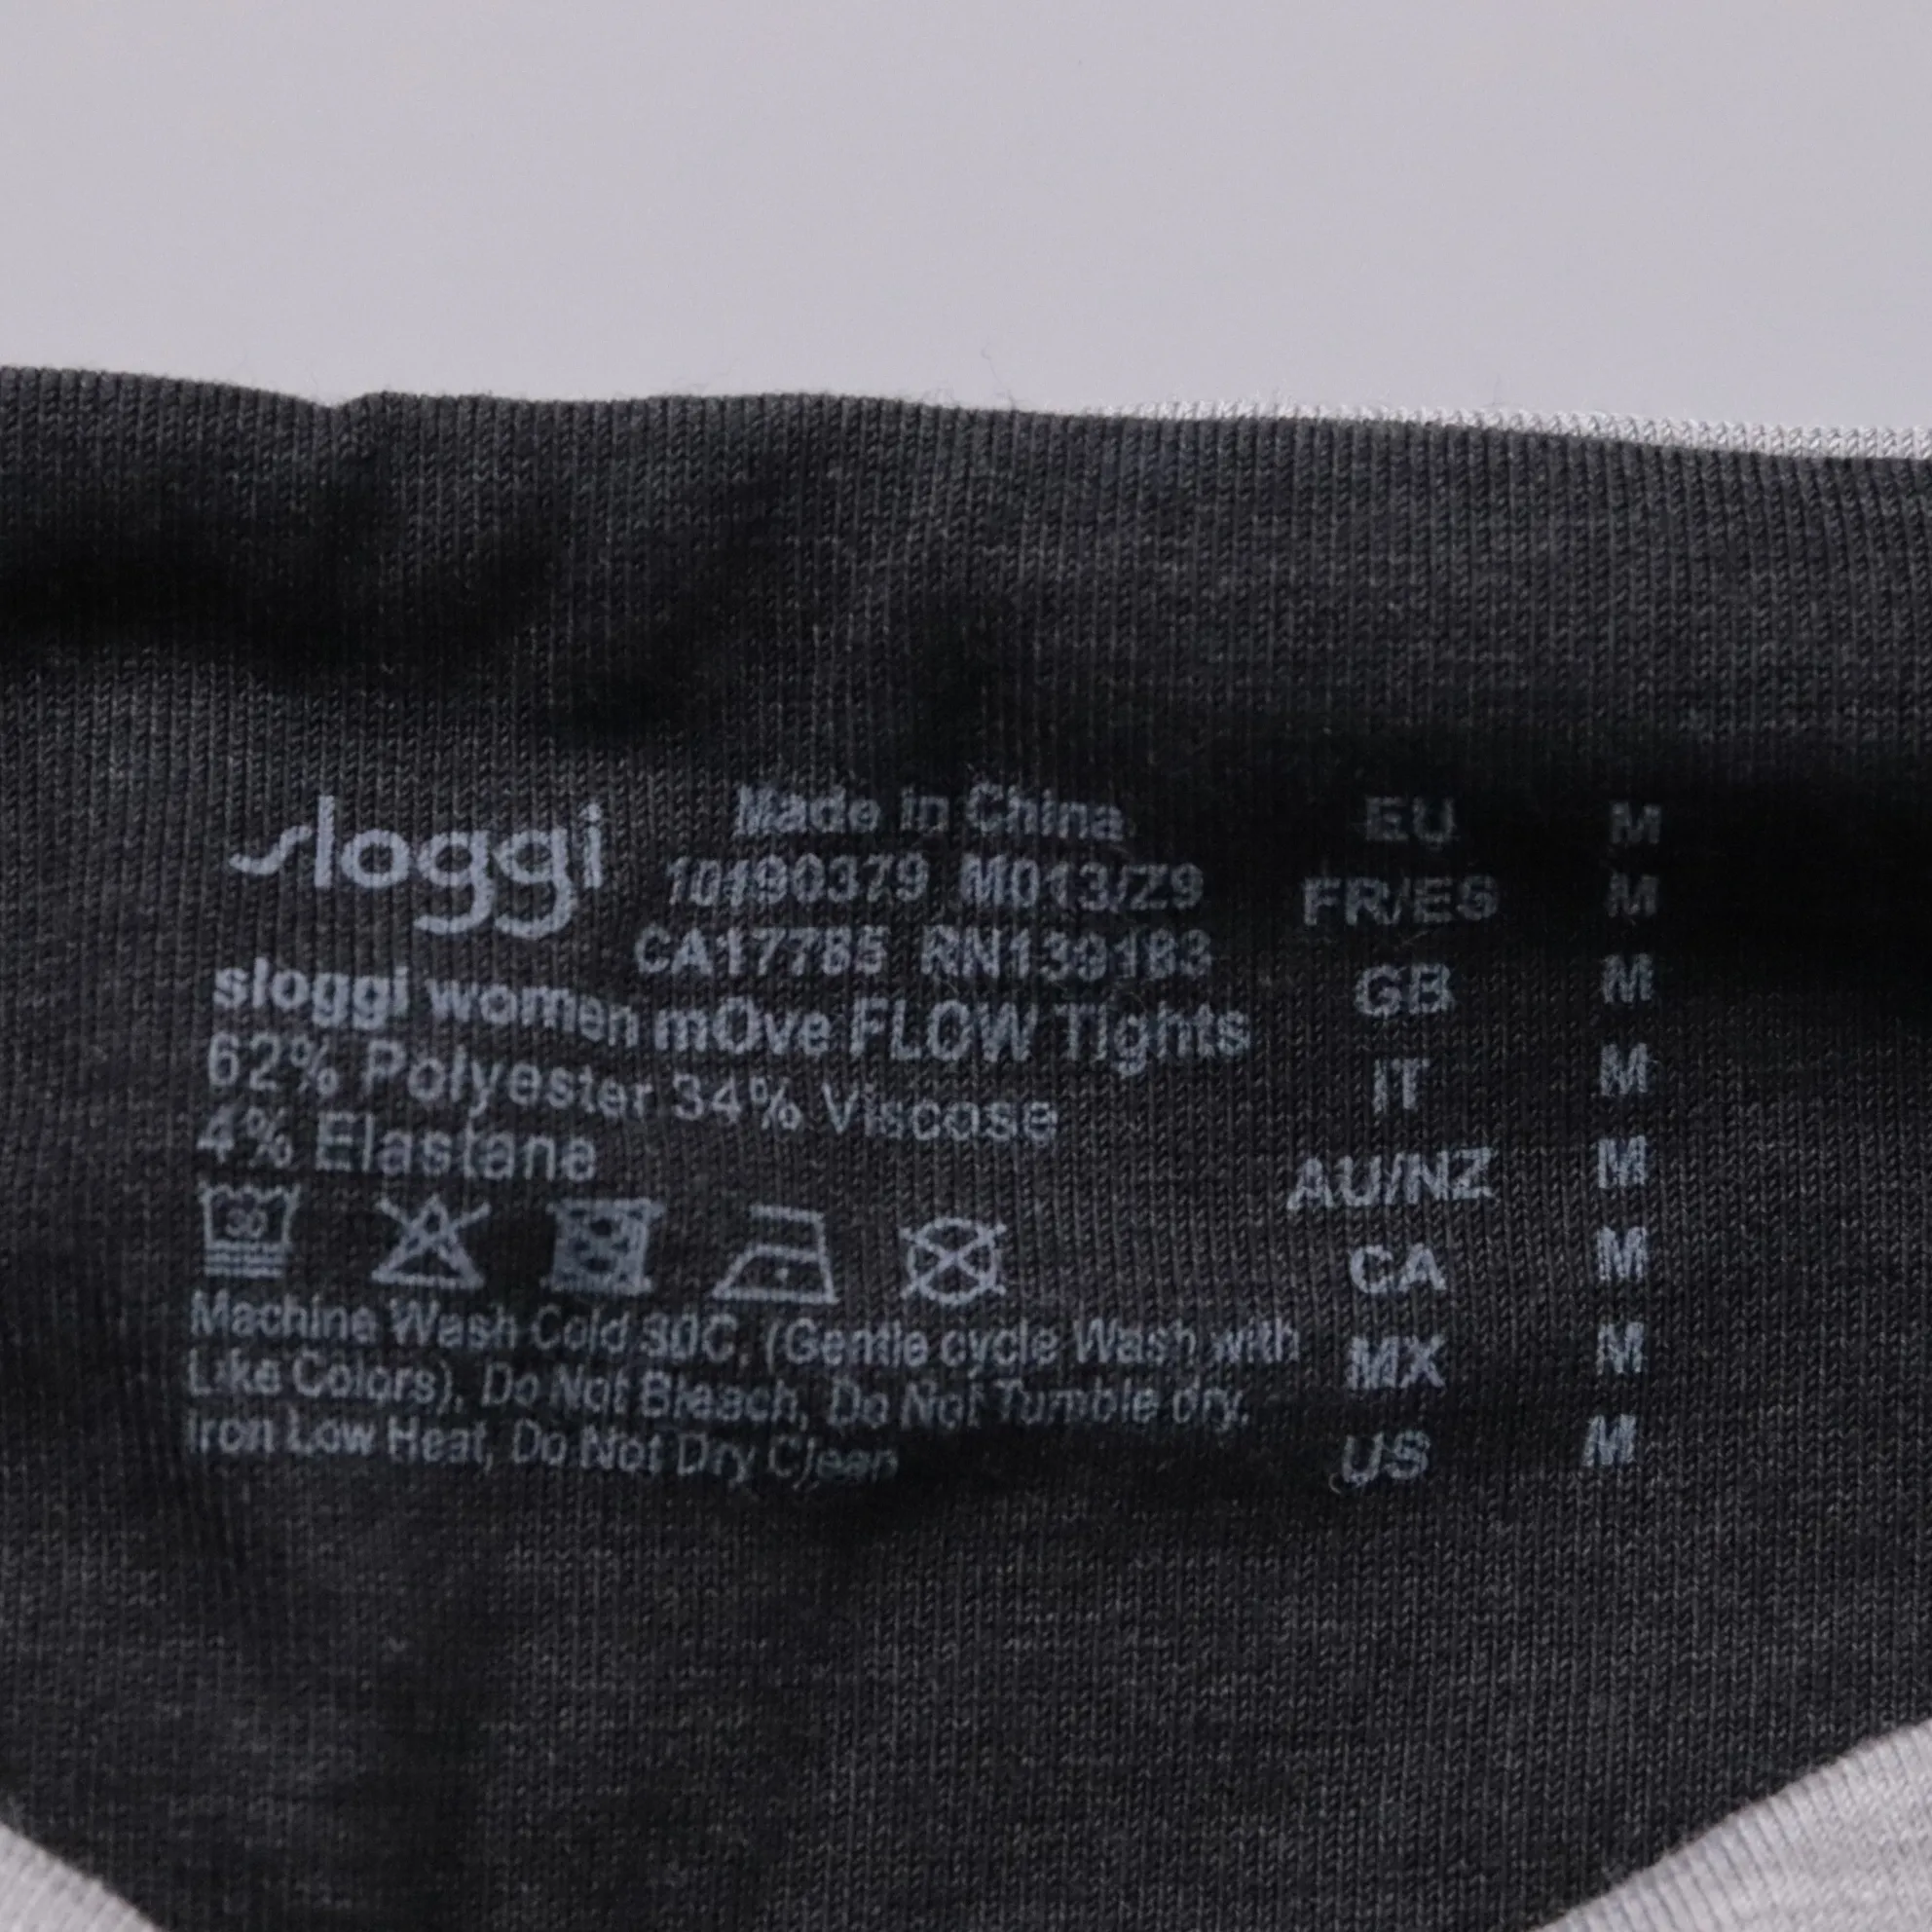 sloggi
Made in China
10190379 M013/Z9
CA17785 RN139183
sloggi women mOve FLOW Tights
62% Polyester 34% Viscose
4% Elastane
30
Machine Wash Cold 30C, (Gentle cycle Wash with
Like Colors), Do Not Bleach, Do Not Tumble dry,
Iron Low Heat, Do Not Dry Clean
EU M
FR/ES M
GB M
IT M
AU/NZ M
CA M
MX M
US M